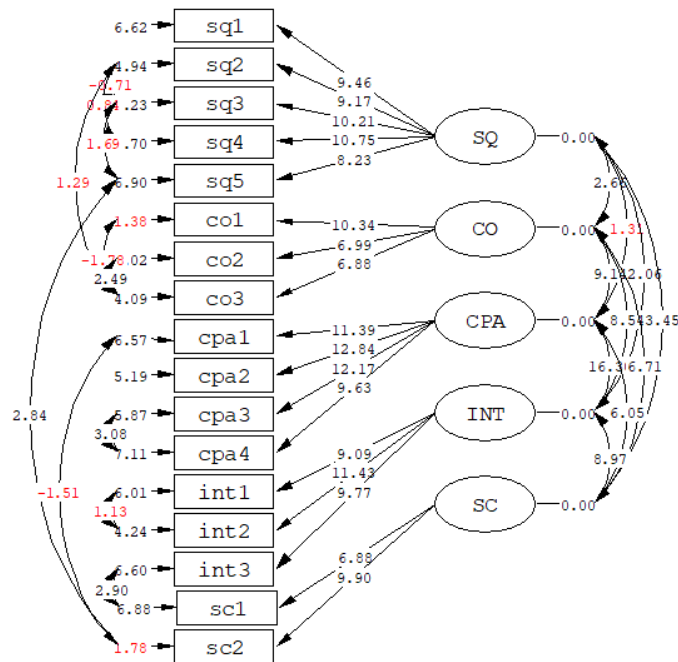 6.62 sq1
4.94 sq2 9.46
-0.71 9.17
0.84 .23 sq3 10.21 SQ 0.00
1.69 .70 sq4 10.75
1.29 6.90 sq5 8.23 2.66
1.38 co1 10.34 CO 0.00 1.31
.02 co2 6.99
2.49 6.88 9.14 2.06
4.09 co3
6.57 cpa1 11.39 CPA 0.00 8.54 3.45
5.19 cpa2 12.84
5.87 cpa3 12.17 16.3 6.71
2.84 3.08 9.63
7.11 cpa4 INT 0.00 6.05
6.01 int1 9.09
-1.51 1.13 11.43 8.97
4.24 int2 9.77 SC 0.00
6.60 int3 6.88
2.90 9.90
6.88 sc1
1.78 sc2